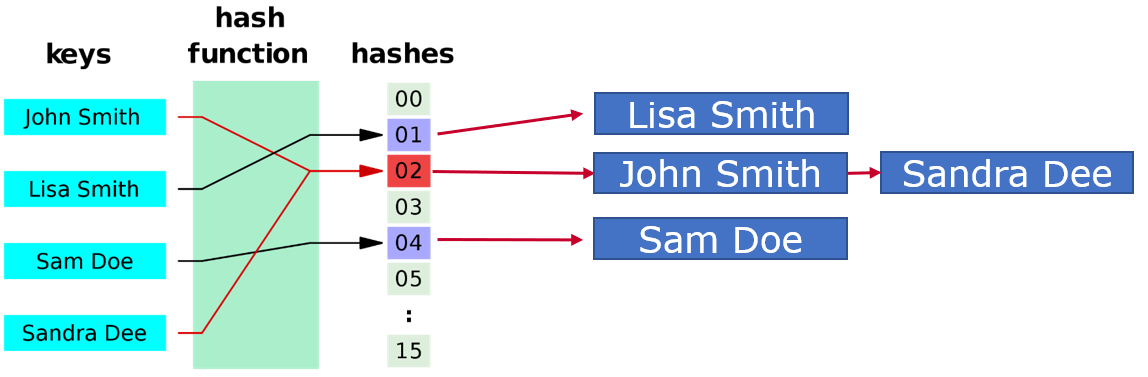 keys
hash
function
hashes
John Smith
Lisa Smith
Sam Doe
Sandra Dee
00
01
02
03
04
05
:
15
Lisa Smith
John Smith
Sandra Dee
Sam Doe